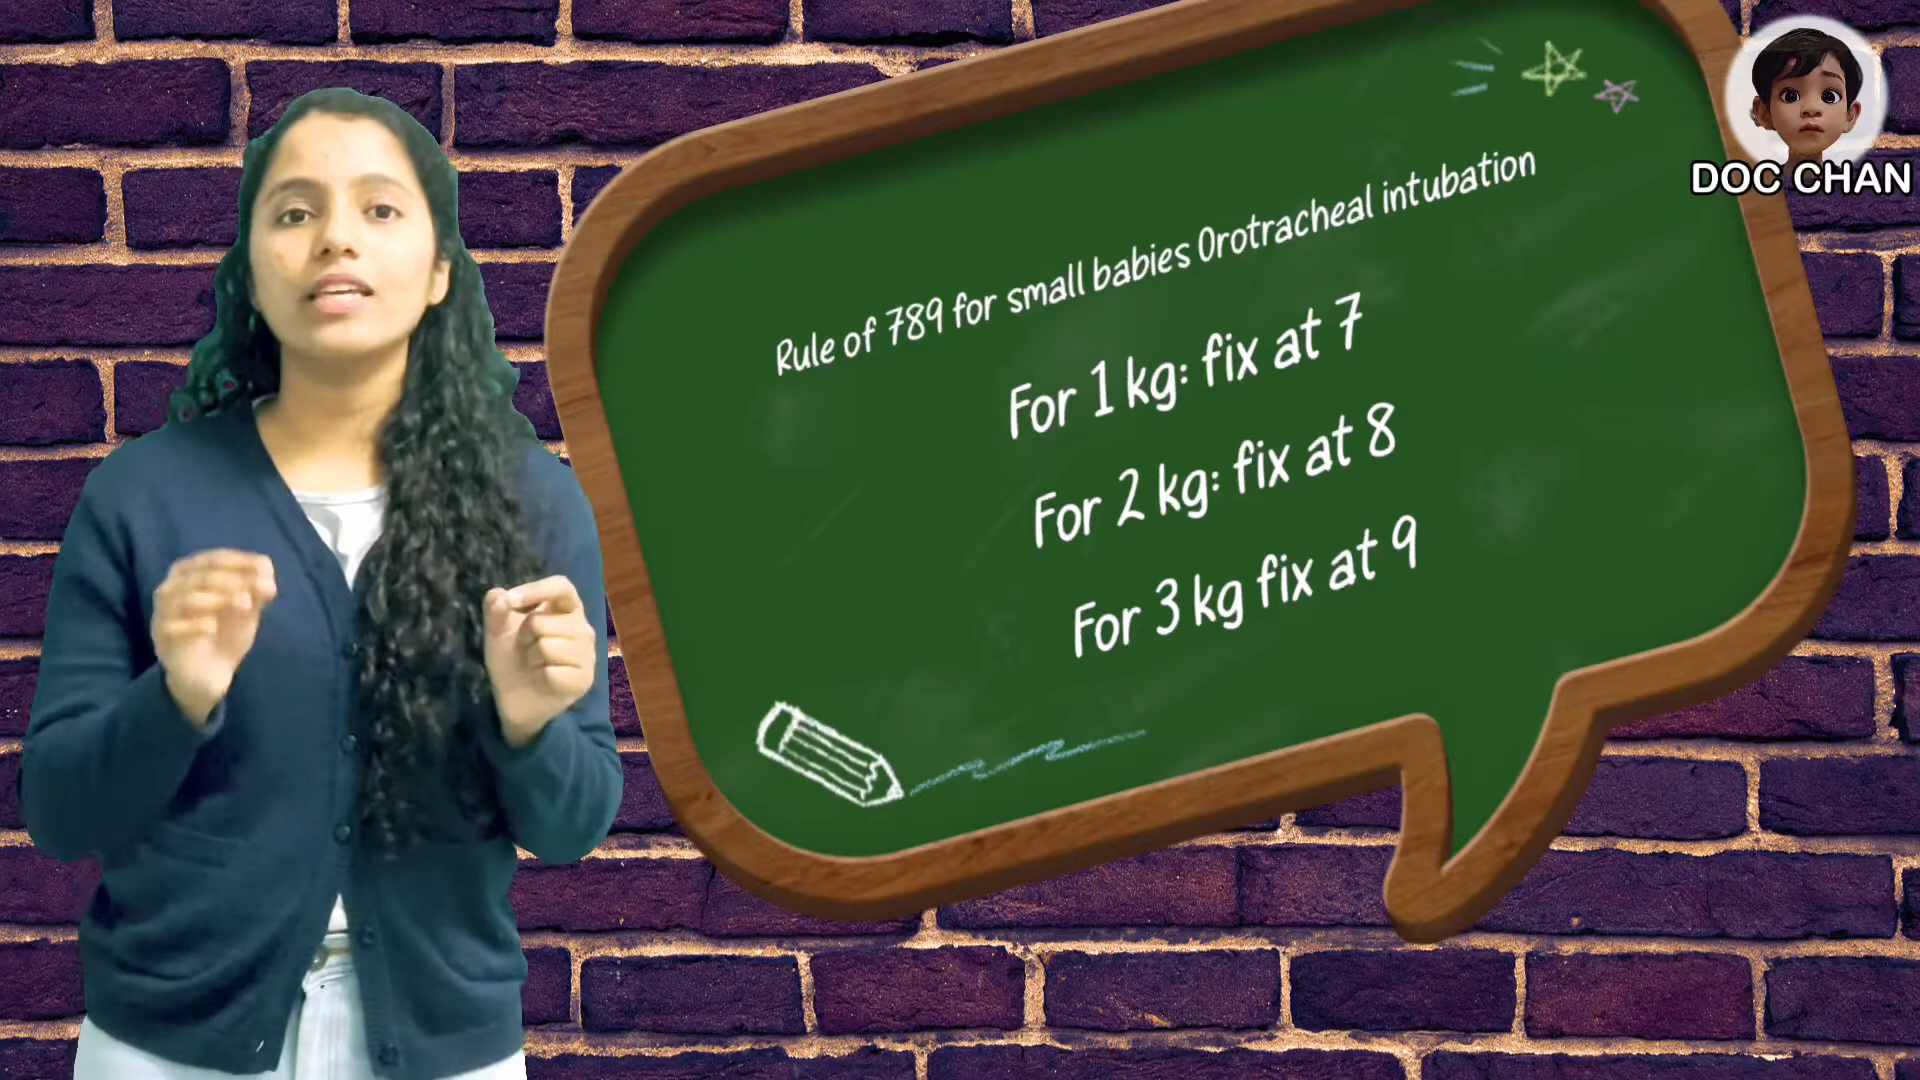 Rule of 789 for small babies Orotracheal intubation
For 1 kg: fix at 7
For 2 kg: fix at 8
For 3 kg fix at 9
DOC CHAN